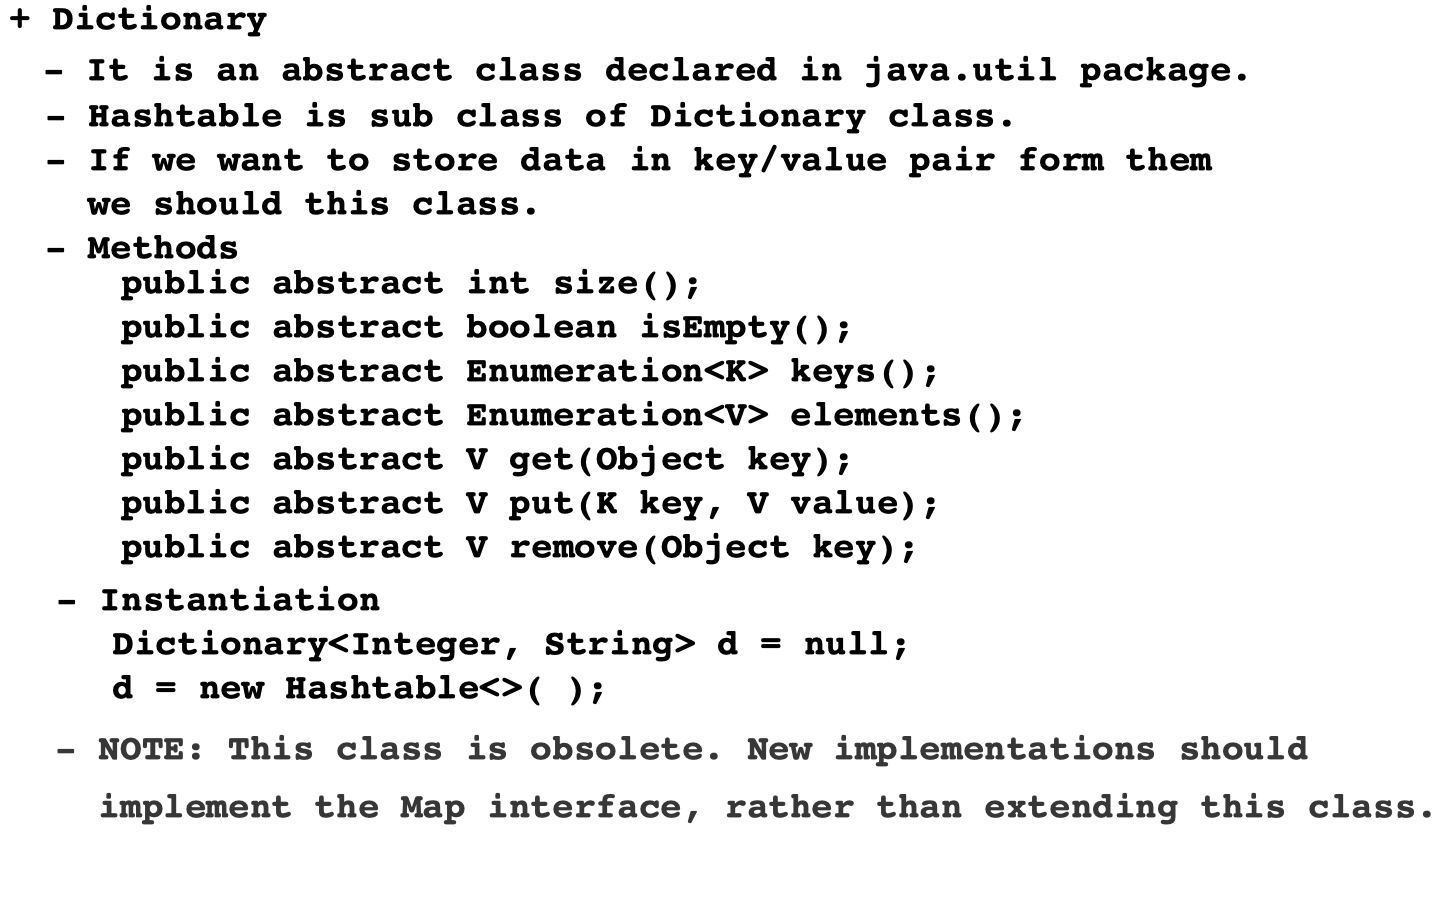 + Dictionary
- It is an abstract class declared in java.util package.
- Hashtable is sub class of Dictionary class.
- If we want to store data in key/value pair form them
we should this class.
- Methods
public abstract int size();
public abstract boolean isEmpty();
public abstract Enumeration<K> keys();
public abstract Enumeration<V> elements();
public abstract V get(Object key);
public abstract V put(K key, V value);
public abstract V remove(Object key);
- Instantiation
Dictionary<Integer, String> d = null;
d = new Hashtable<>( );
- NOTE: This class is obsolete. New implementations should
implement the Map interface, rather than extending this class.